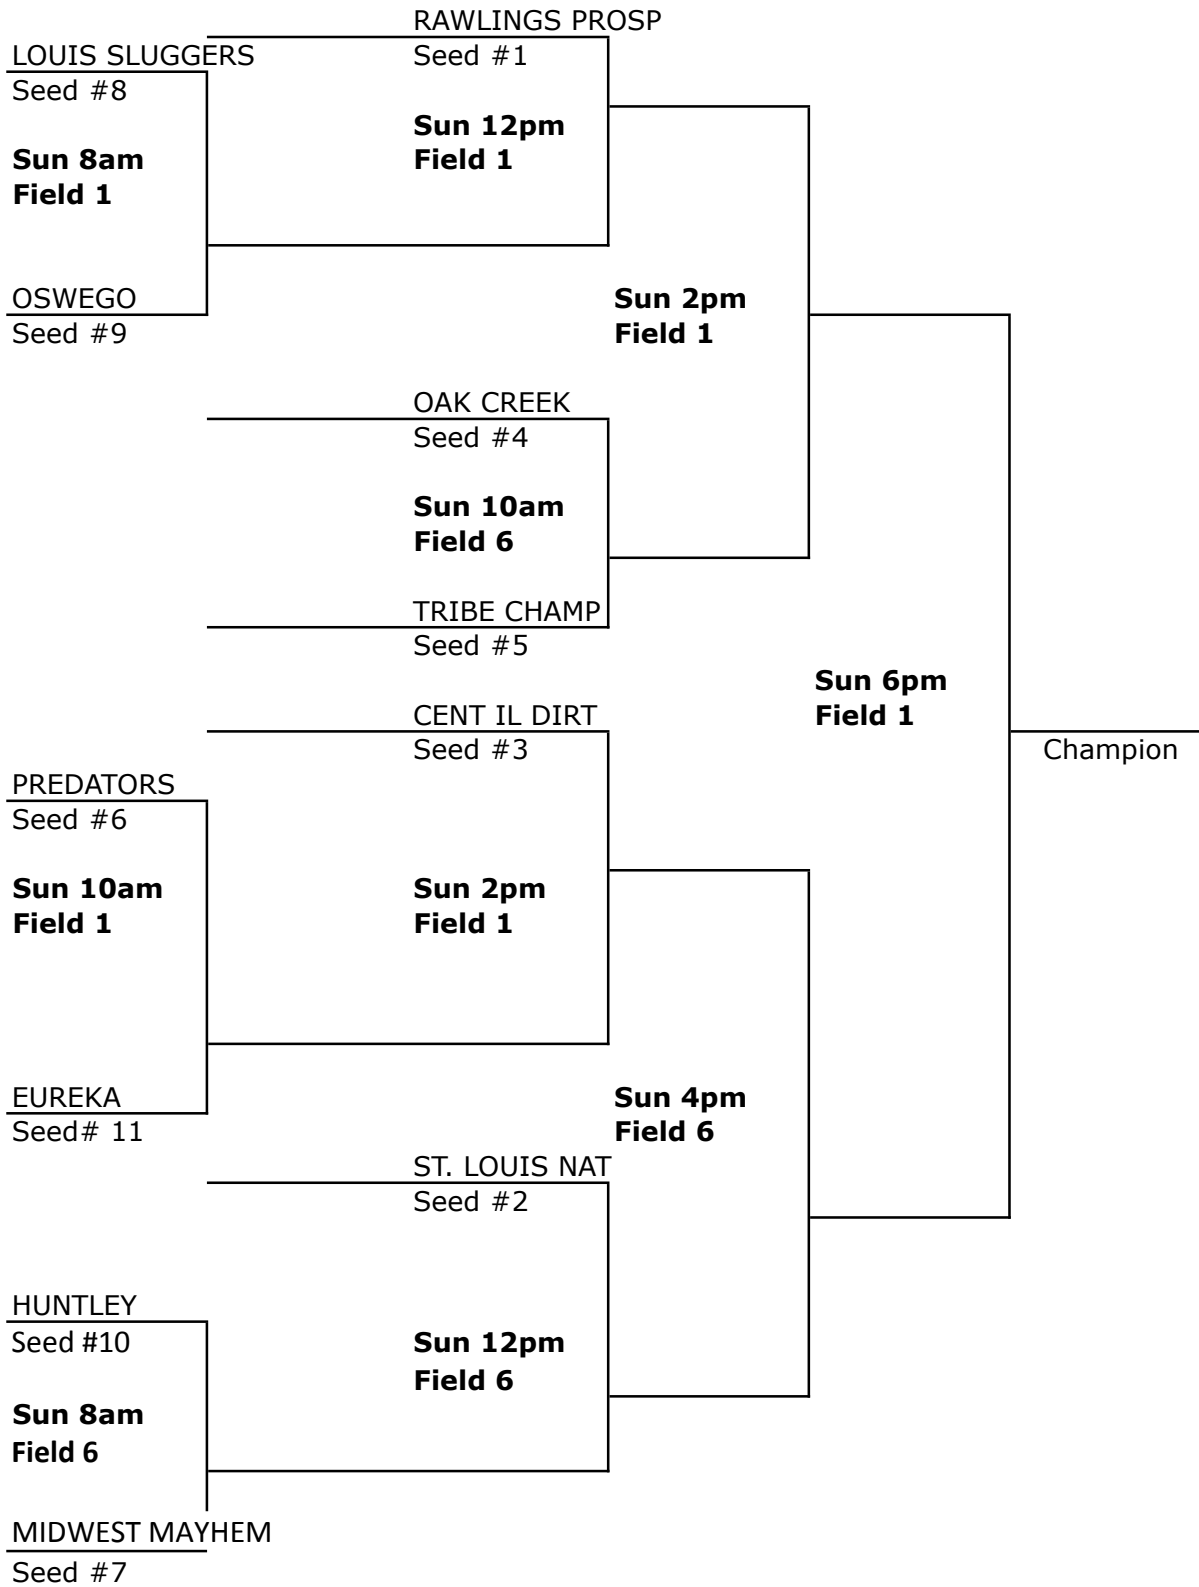 RAWLINGS PROSP
LOUIS SLUGGERS
Seed #1
Seed #8
Sun 12pm
Field 1
Sun 8am
Field 1
OSWEGO
Seed #9
Sun 2pm
Field 1
OAK CREEK
Seed #4
Sun 10am
Field 6
TRIBE CHAMP
Seed #5
Sun 6pm
Field 1
CENT IL DIRT
Seed #3
Champion
PREDATORS
Seed #6
Sun 10am
Field 1
Sun 2pm
Field 1
EUREKA
Seed# 11
Sun 4pm
Field 6
ST. LOUIS NAT
Seed #2
HUNTLEY
Seed #10
Sun 12pm
Field 6
Sun 8am
Field 6
MIDWEST MAYHEM
Seed #7